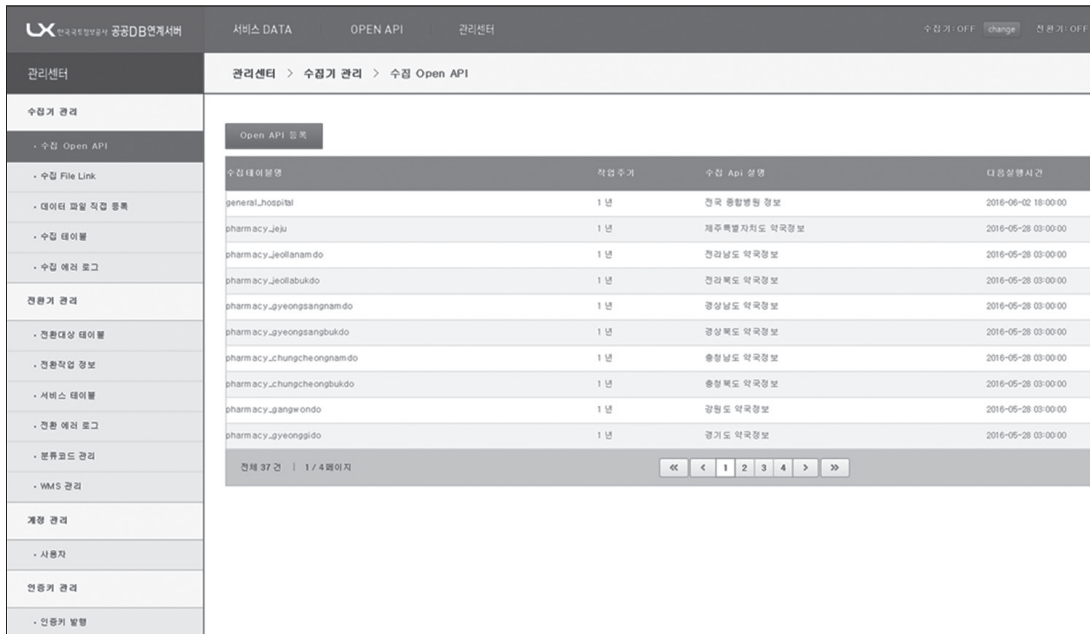 LX 한국국토정보공사 공공DB연계서버
서비스 DATA OPEN API 관리센터
수집기:OFF change 전환기:OFF
관리센터
관리센터 > 수집기 관리 > 수집 Open API
수집기 관리
· 수집 Open API
· 수집 File Link
· 데이터 파일 직접 등록
· 수집 테이블
· 수집 에러 로그
전환기 관리
· 전환대상 테이블
· 전환작업 정보
· 서비스 테이블
· 전환 에러 로그
· 분류코드 관리
· WMS 관리
계정 관리
· 사용자
인증키 관리
· 인증키 발행
Open API 등록
수집테이블명 작업주기 수집 Api 설명 다음실행시간
general_hospital 1 년 전국 종합병원 정보 2016-06-02 18:00:00
pharmacy_jeju 1 년 제주특별자치도 약국정보 2016-05-28 03:00:00
pharmacy_jeollanamdo 1 년 전라남도 약국정보 2016-05-28 03:00:00
pharmacy_jeollabukdo 1 년 전라북도 약국정보 2016-05-28 03:00:00
pharmacy_gyeongsangnamdo 1 년 경상남도 약국정보 2016-05-28 03:00:00
pharmacy_gyeongsangbukdo 1 년 경상북도 약국정보 2016-05-28 03:00:00
pharmacy_chungcheongnamdo 1 년 충청남도 약국정보 2016-05-28 03:00:00
pharmacy_chungcheongbukdo 1 년 충청북도 약국정보 2016-05-28 03:00:00
pharmacy_gangwondo 1 년 강원도 약국정보 2016-05-28 03:00:00
pharmacy_gyeonggido 1 년 경기도 약국정보 2016-05-28 03:00:00
전체 37 건 | 1 / 4 페이지
« < 1 2 3 4 > »